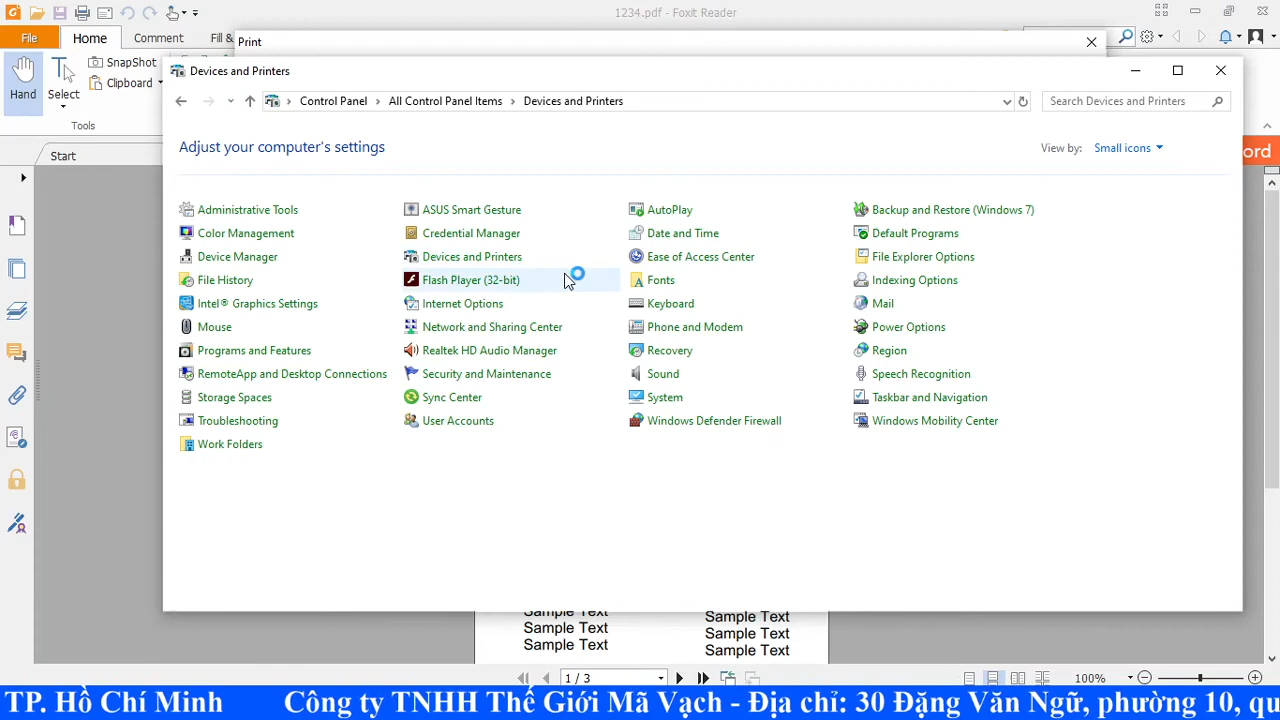 1234.pdf - Foxit Reader
File Home Comment Fill &
Print
Hand
Select
SnapShot
Clipboard
Tools
Start
ord
Devices and Printers
Control Panel > All Control Panel Items > Devices and Printers
Search Devices and Printers
Adjust your computer's settings
View by: Small icons
Administrative Tools
ASUS Smart Gesture
AutoPlay
Backup and Restore (Windows 7)
Color Management
Credential Manager
Date and Time
Default Programs
Device Manager
Devices and Printers
Ease of Access Center
File Explorer Options
File History
Flash Player (32-bit)
Fonts
Indexing Options
Intel® Graphics Settings
Internet Options
Keyboard
Mail
Mouse
Network and Sharing Center
Phone and Modem
Power Options
Programs and Features
Realtek HD Audio Manager
Recovery
Region
RemoteApp and Desktop Connections
Security and Maintenance
Sound
Speech Recognition
Storage Spaces
Sync Center
System
Taskbar and Navigation
Troubleshooting
User Accounts
Windows Defender Firewall
Windows Mobility Center
Work Folders
Sample Text
Sample Text
Sample Text
Sample Text
Sample Text
Sample Text
1 / 3
100%
TP. Hồ Chí Minh Công ty TNHH Thế Giới Mã Vạch - Địa chỉ: 30 Đặng Văn Ngữ, phường 10, qu